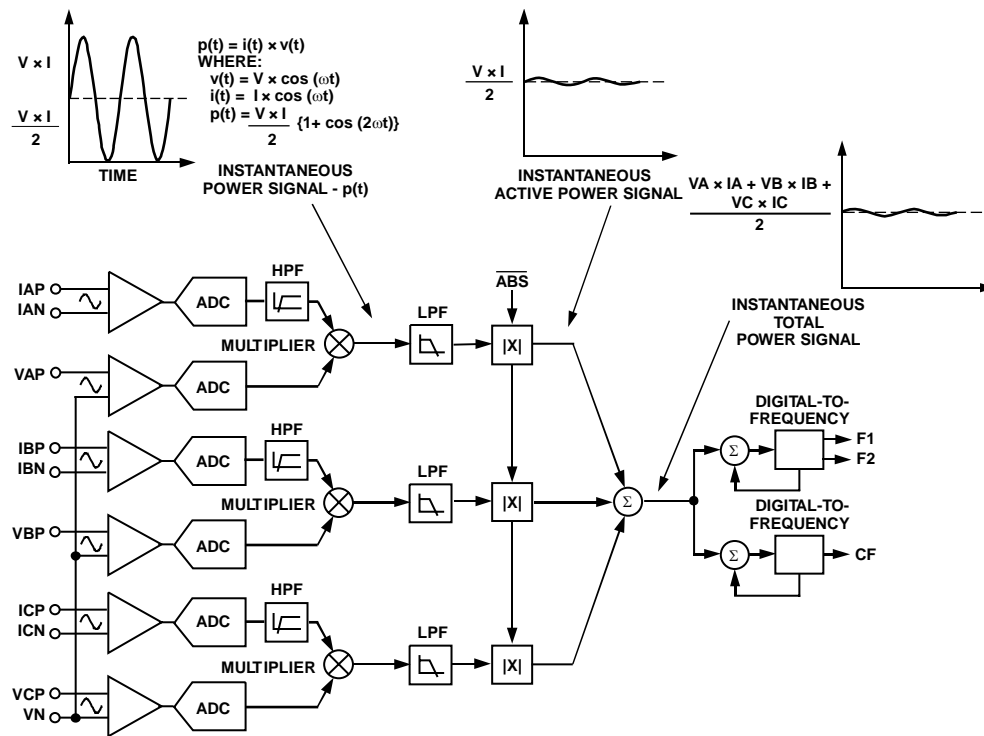 V × I
V × I
2
TIME
p(t) = i(t) × v(t)
WHERE:
v(t) = V × cos (ωt)
i(t) = I × cos (ωt)
p(t) = V × I
2
{1+ cos (2ωt)}
INSTANTANEOUS
POWER SIGNAL - p(t)
V × I
2
INSTANTANEOUS
ACTIVE POWER SIGNAL
VA × IA + VB × IB +
VC × IC
2
INSTANTANEOUS
TOTAL
POWER SIGNAL
IAP
IAN
ADC
HPF
MULTIPLIER
LPF
ABS
|X|
VAP
ADC
IBP
IBN
ADC
HPF
MULTIPLIER
LPF
|X|
Σ
VBP
ADC
ICP
ICN
ADC
HPF
MULTIPLIER
LPF
|X|
VCP
VN
ADC
DIGITAL-TO-
FREQUENCY
Σ
F1
F2
DIGITAL-TO-
FREQUENCY
Σ
CF